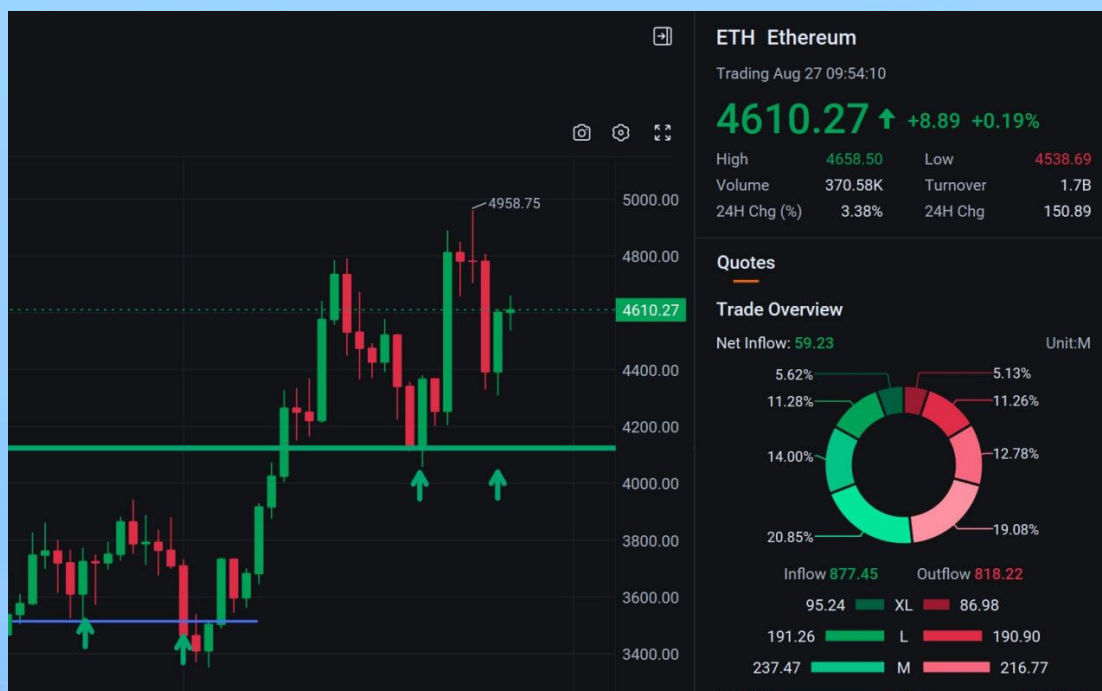 ETH Ethereum
Trading Aug 27 09:54:10
4610.27 +8.89 +0.19%
High 4658.50 Low 4538.69
Volume 370.58K Turnover 1.7B
24H Chg (%) 3.38% 24H Chg 150.89
4958.75
5000.00
4800.00
4610.27
4400.00
4200.00
4000.00
3800.00
3600.00
3400.00
Quotes
Trade Overview
Net Inflow: 59.23 Unit:M
5.62% 5.13%
11.28% 11.26%
14.00% 12.78%
20.85% 19.08%
Inflow 877.45 Outflow 818.22
95.24 XL 86.98
191.26 L 190.90
237.47 M 216.77